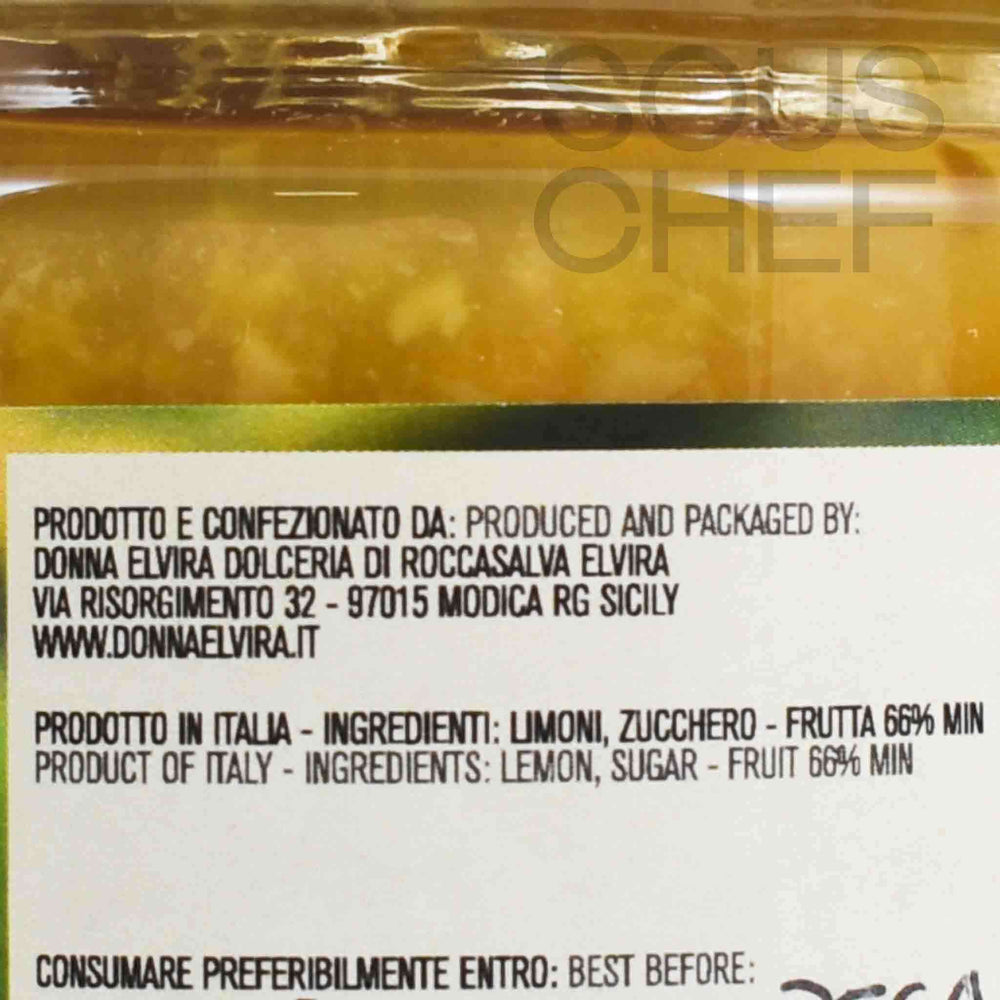 SOUS
CHEF
PRODOTTO E CONFEZIONATO DA: PRODUCED AND PACKAGED BY:
DONNA ELVIRA DOLCERIA DI ROCCASALVA ELVIRA
VIA RISORGIMENTO 32 - 97015 MODICA RG SICILY
WWW.DONNAELVIRA.IT
PRODOTTO IN ITALIA - INGREDIENTI: LIMONI, ZUCCHERO - FRUTTA 66% MIN
PRODUCT OF ITALY - INGREDIENTS: LEMON, SUGAR - FRUIT 66% MIN
CONSUMARE PREFERIBILMENTE ENTRO: BEST BEFORE: